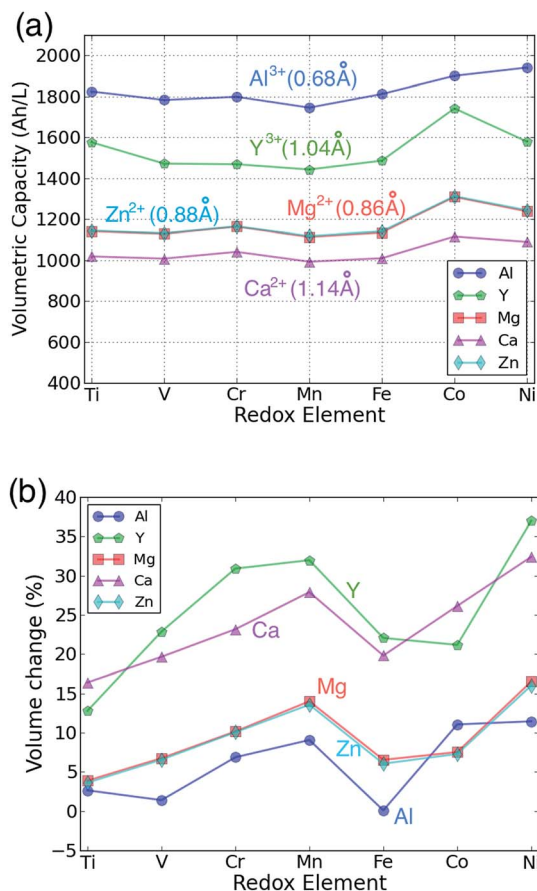 (a)
2000
1800
1600
1400
1200
1000
800
600
400
Volumetric Capacity (Ah/L)
Al3+(0.68Å)
Y3+(1.04Å)
Zn2+(0.88Å)
Mg2+(0.86Å)
Ca2+(1.14Å)
Al
Y
Mg
Ca
Zn
Ti V Cr Mn Fe Co Ni
Redox Element
(b)
40
35
30
25
20
15
10
5
0
−5
Volume change (%)
Al
Y
Mg
Ca
Zn
Y
Ca
Mg
Zn
Al
Ti V Cr Mn Fe Co Ni
Redox Element